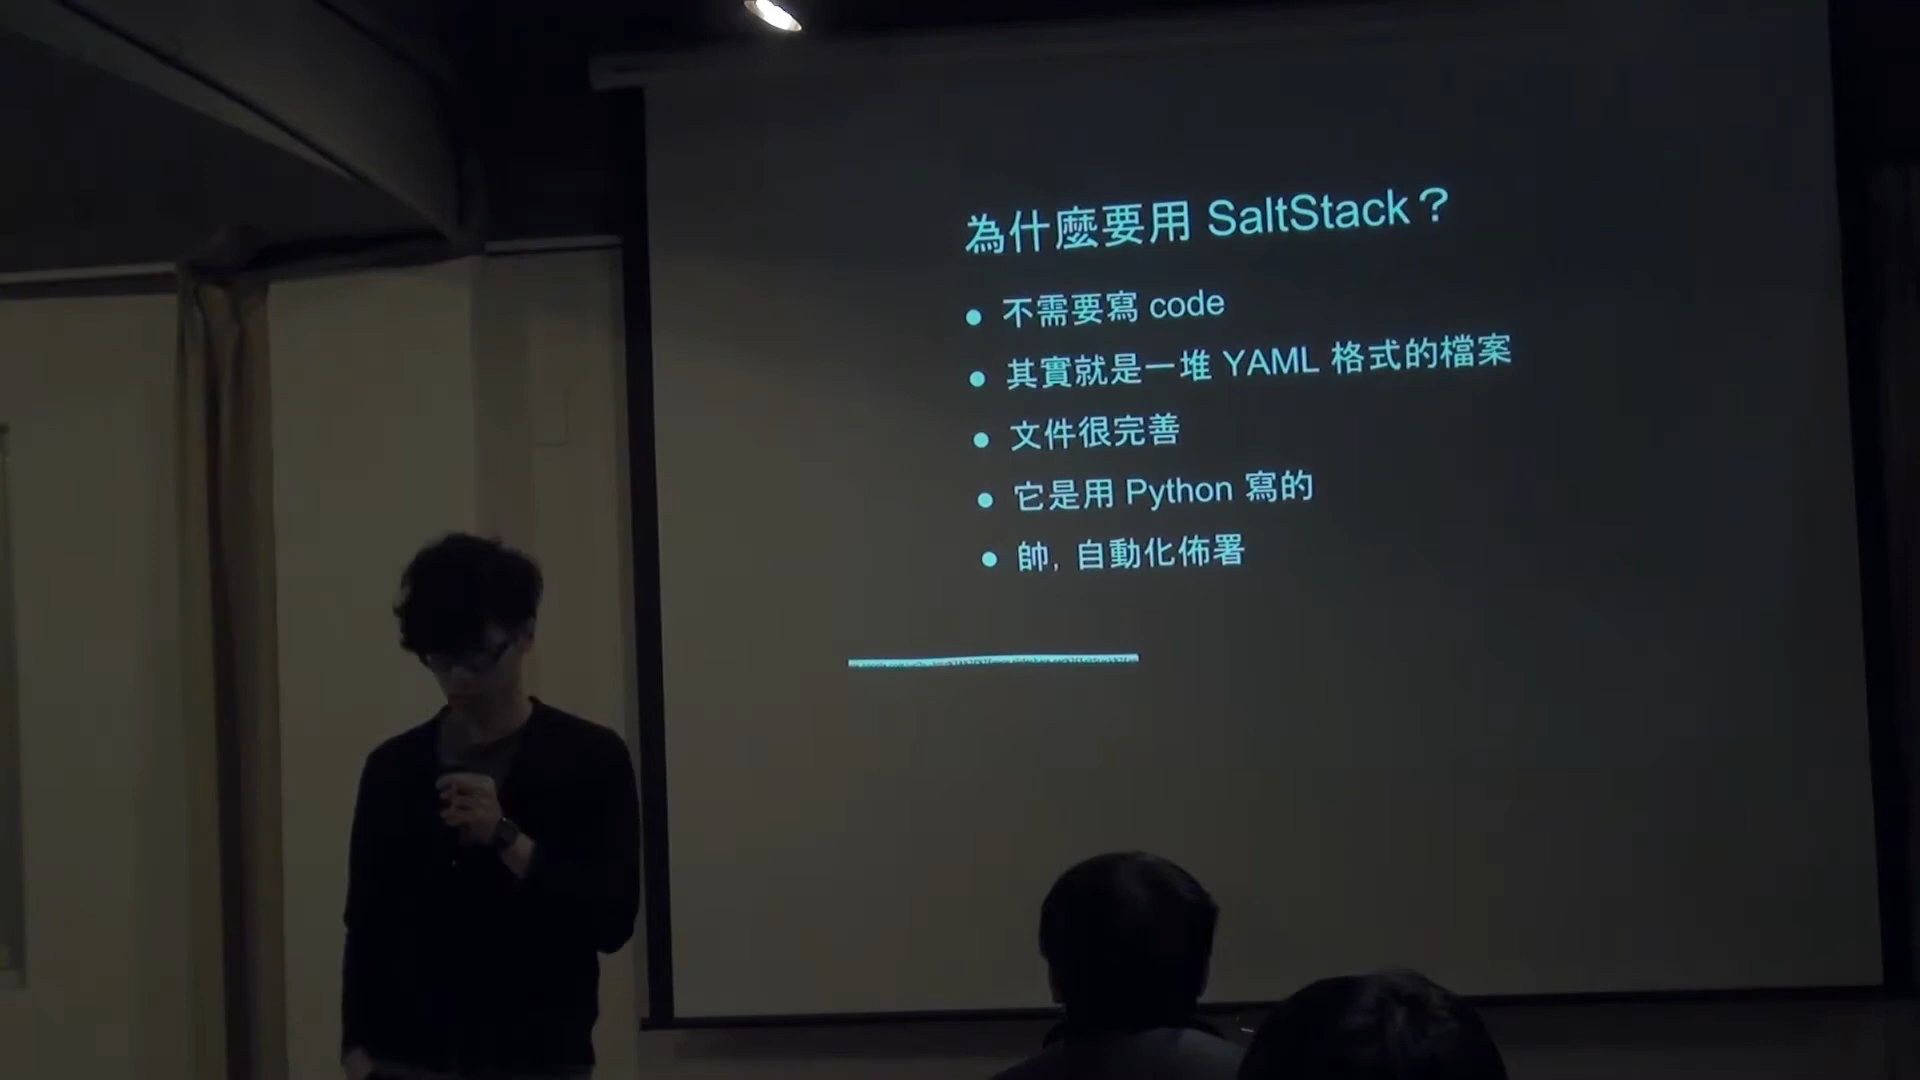 為什麼要用 SaltStack？
● 不需要寫 code
● 其實就是一堆 YAML 格式的檔案
● 文件很完善
● 它是用 Python 寫的
● 帥, 自動化佈署